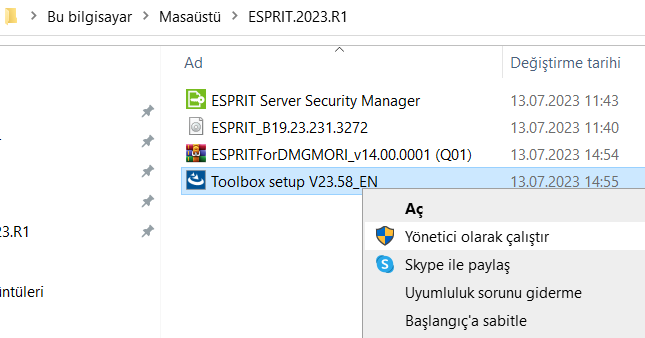 Bu bilgisayar > Masaüstü > ESPRIT.2023.R1
Ad Değiştirme tarihi
ESPRIT Server Security Manager 13.07.2023 11:43
ESPRIT_B19.23.231.3272 13.07.2023 11:40
ESPRITForDMGMORI_v14.00.0001 (Q01) 13.07.2023 14:54
Toolbox setup V23.58_EN 13.07.2023 14:55
Aç
Yönetici olarak çalıştır
23.R1
Skype ile paylaş
üntüleri
Uyumluluk sorunu giderme
Başlangıç'a sabitle